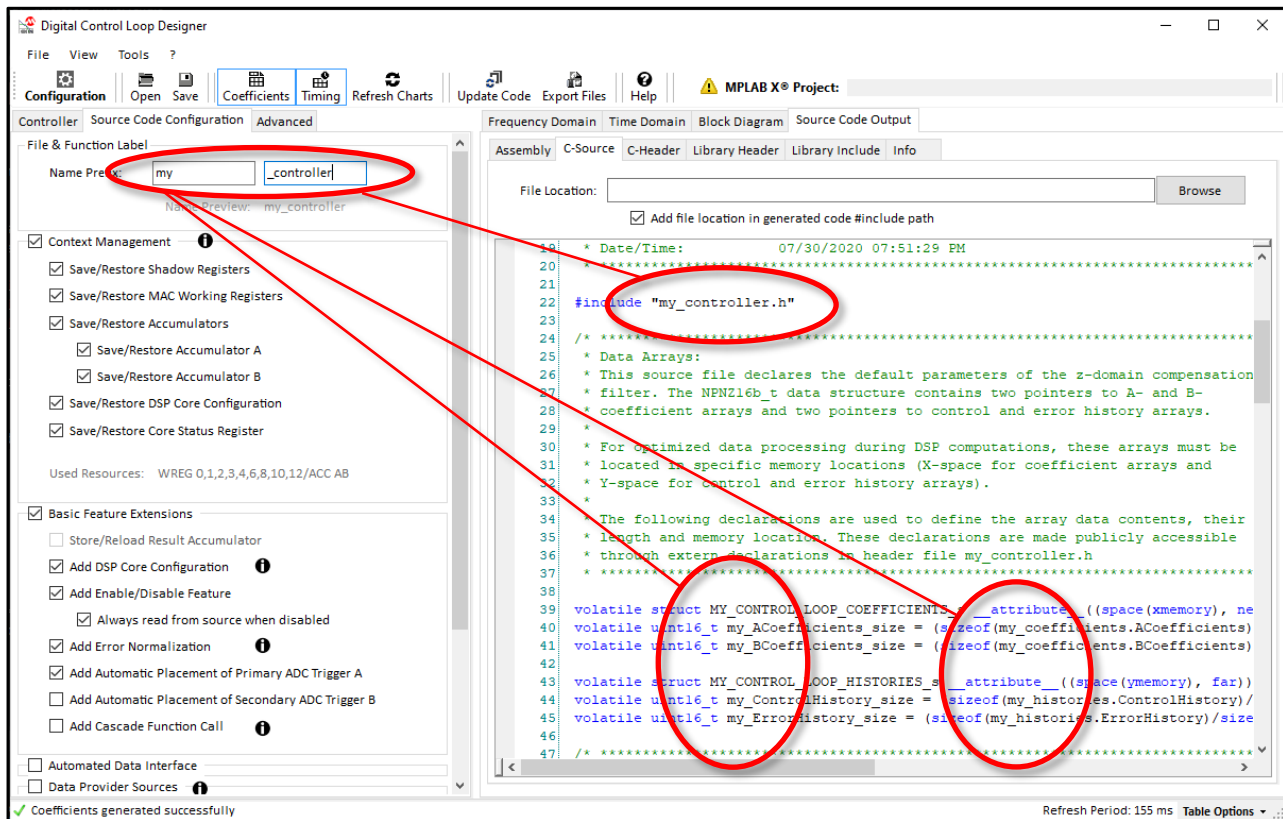 Digital Control Loop Designer
File View Tools ?
Configuration Open Save Coefficients Timing Refresh Charts Update Code Export Files Help MPLAB X® Project:
Controller Source Code Configuration Advanced
File & Function Label
Name Prefix: my _controller
Name Preview: my_controller
Context Management
Save/Restore Shadow Registers
Save/Restore MAC Working Registers
Save/Restore Accumulators
Save/Restore Accumulator A
Save/Restore Accumulator B
Save/Restore DSP Core Configuration
Save/Restore Core Status Register
Used Resources: WREG 0,1,2,3,4,6,8,10,12/ACC AB
Basic Feature Extensions
Store/Reload Result Accumulator
Add DSP Core Configuration
Add Enable/Disable Feature
Always read from source when disabled
Add Error Normalization
Add Automatic Placement of Primary ADC Trigger A
Add Automatic Placement of Secondary ADC Trigger B
Add Cascade Function Call
Automated Data Interface
Data Provider Sources
Frequency Domain Time Domain Block Diagram Source Code Output
Assembly C-Source C-Header Library Header Library Include Info
File Location: Browse
Add file location in generated code #include path
19 * Date/Time: 07/30/2020 07:51:29 PM
20 * ************************************************************************************
21
22 #include "my_controller.h"
23
24 /* ************************************************************************************
25 * Data Arrays:
26 * This source file declares the default parameters of the z-domain compensation
27 * filter. The NPNZ16b_t data structure contains two pointers to A- and B-
28 * coefficient arrays and two pointers to control and error history arrays.
29 *
30 * For optimized data processing during DSP computations, these arrays must be
31 * located in specific memory locations (X-space for coefficient arrays and
32 * Y-space for control and error history arrays).
33 *
34 * The following declarations are used to define the array data contents, their
35 * length and memory location. These declarations are made publicly accessible
36 * through extern declarations in header file my_controller.h
37 * ************************************************************************************
38
39 volatile struct MY_CONTROL_LOOP_COEFFICIENTS_s __attribute__((space(xmemory), ne
40 volatile uint16_t my_ACoefficients_size = (sizeof(my_coefficients.ACoefficients)
41 volatile uint16_t my_BCoefficients_size = (sizeof(my_coefficients.BCoefficients)
42
43 volatile struct MY_CONTROL_LOOP_HISTORIES_s __attribute__((space(ymemory), far))
44 volatile uint16_t my_ControlHistory_size = (sizeof(my_histories.ControlHistory)/
45 volatile uint16_t my_ErrorHistory_size = (sizeof(my_histories.ErrorHistory)/size
46
47 /* ************************************************************************************
Coefficients generated successfully
Refresh Period: 155 ms Table Options